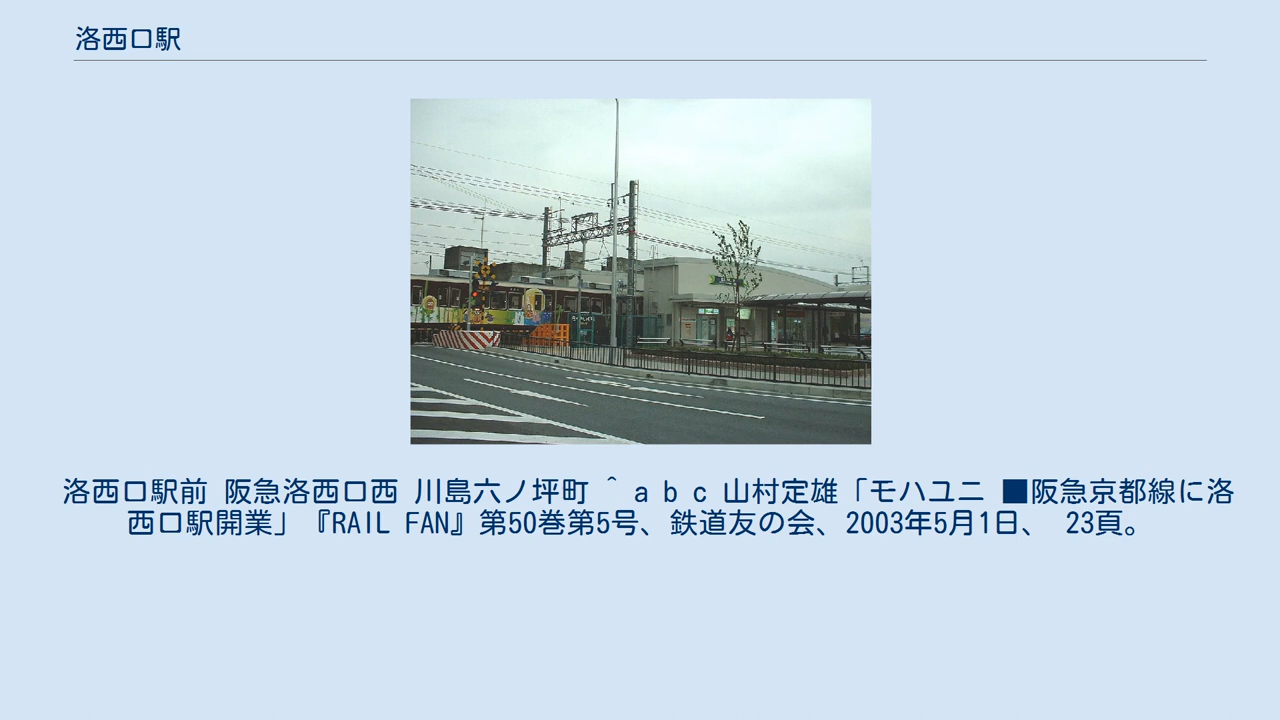 洛西口駅
洛西口駅前 阪急洛西口西 川島六ノ坪町 ^ a b c 山村定雄「モハユニ ■阪急京都線に洛
西口駅開業」『RAIL FAN』第50巻第5号、鉄道友の会、2003年5月1日、 23頁。